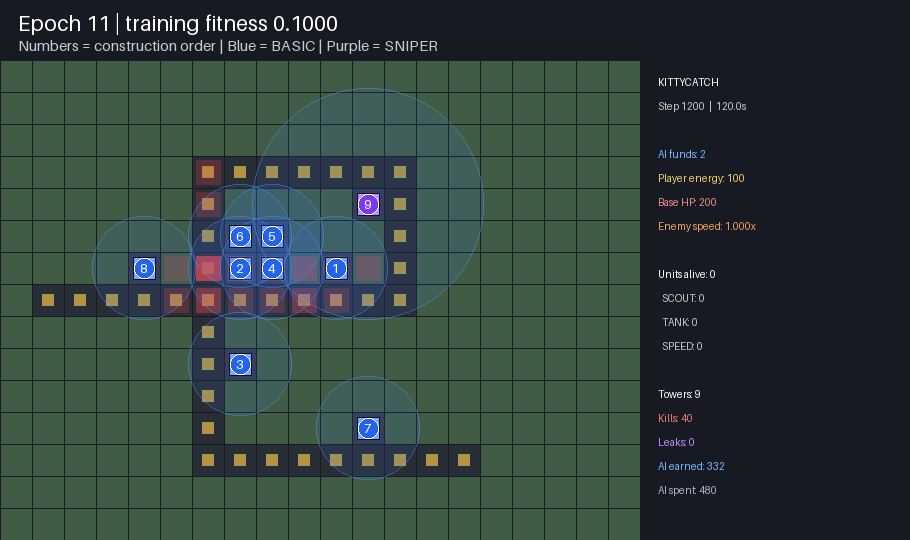 Epoch 11 | training fitness 0.1000
Numbers = construction order | Blue = BASIC | Purple = SNIPER
KITTYCATCH
Step 1200 | 120.0s
AI funds: 2
Player energy: 100
Base HP: 200
Enemy speed: 1.000x
Units alive: 0
SCOUT: 0
TANK: 0
SPEED: 0
Towers: 9
Kills: 40
Leaks: 0
AI earned: 332
AI spent: 480
9
6 5
8 2 4 1
3
7